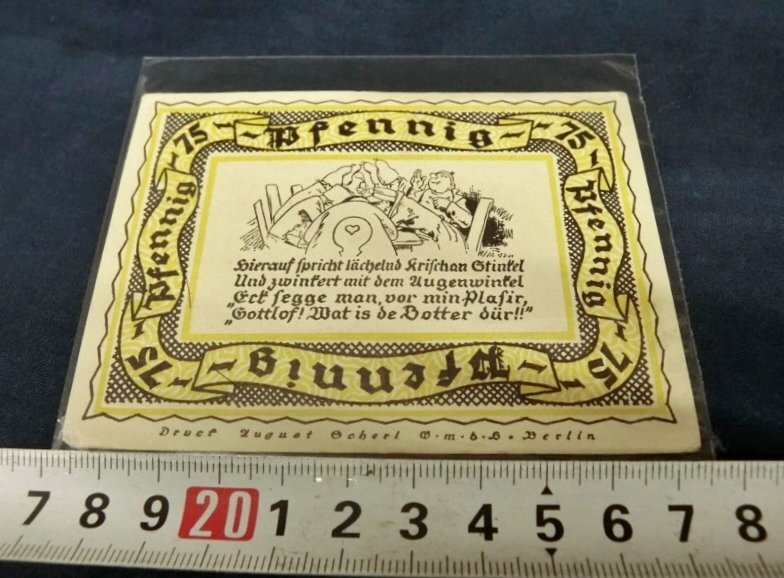 75 Pfennig 75
Pfennig
Pfennig
Hierauf spricht lächelnd Krischan Stinkel
Und zwinkert mit dem Augenwinkel
„Eck segge man, vor min Plasir,
„Gottlof! Wat is de Botter dür!!"
75 Pfennig 75
Druck August Scherl G.m.b.H. Berlin
7 8 9 20 1 2 3 4 5 6 7 8